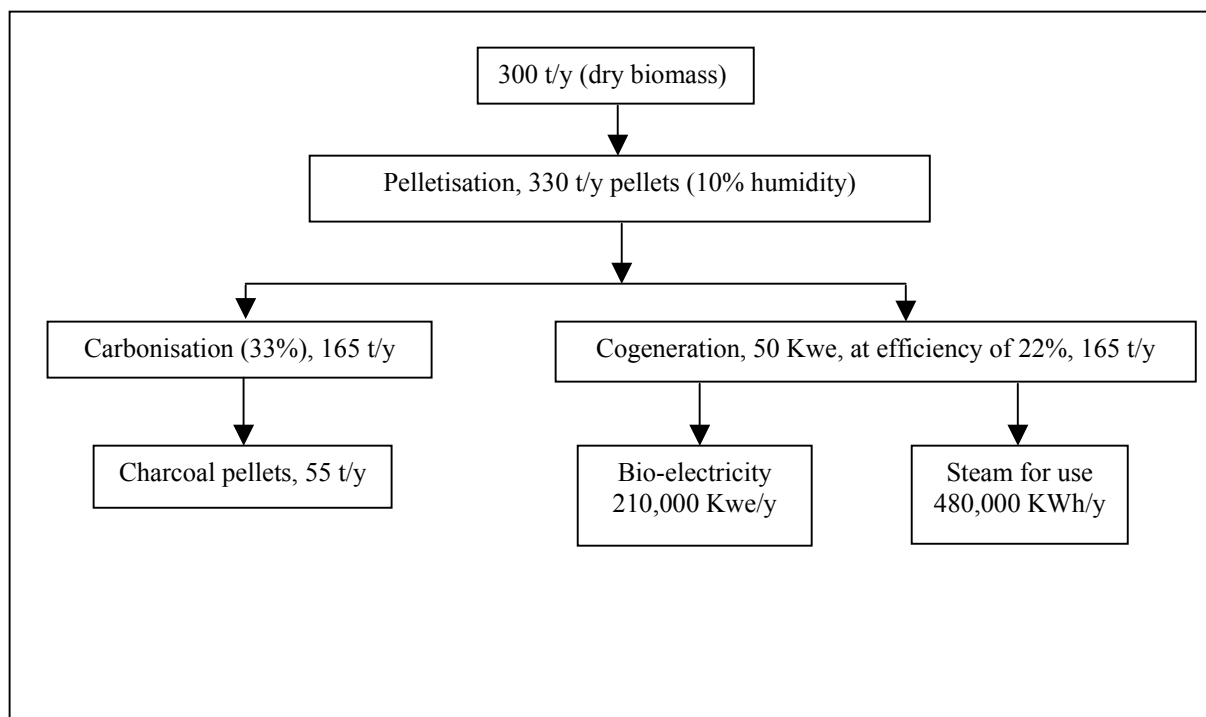 300 t/y (dry biomass)
Pelletisation, 330 t/y pellets (10% humidity)
Carbonisation (33%), 165 t/y
Cogeneration, 50 Kwe, at efficiency of 22%, 165 t/y
Charcoal pellets, 55 t/y
Bio-electricity
210,000 Kwe/y
Steam for use
480,000 KWh/y